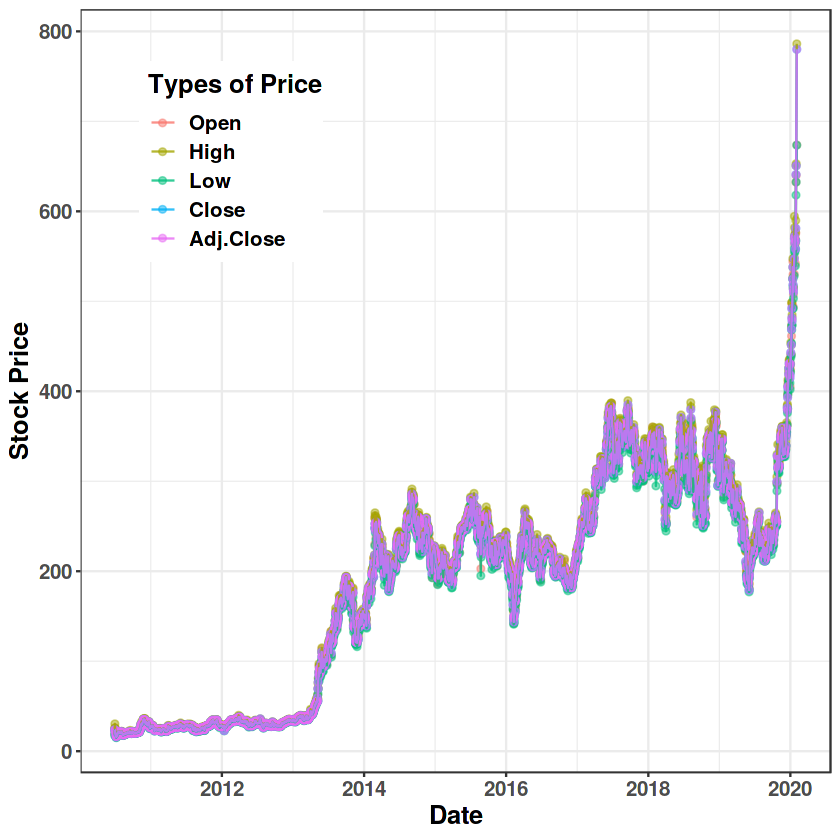 800
600
400
200
0
Stock Price
Types of Price
Open
High
Low
Close
Adj.Close
2012 2014 2016 2018 2020
Date